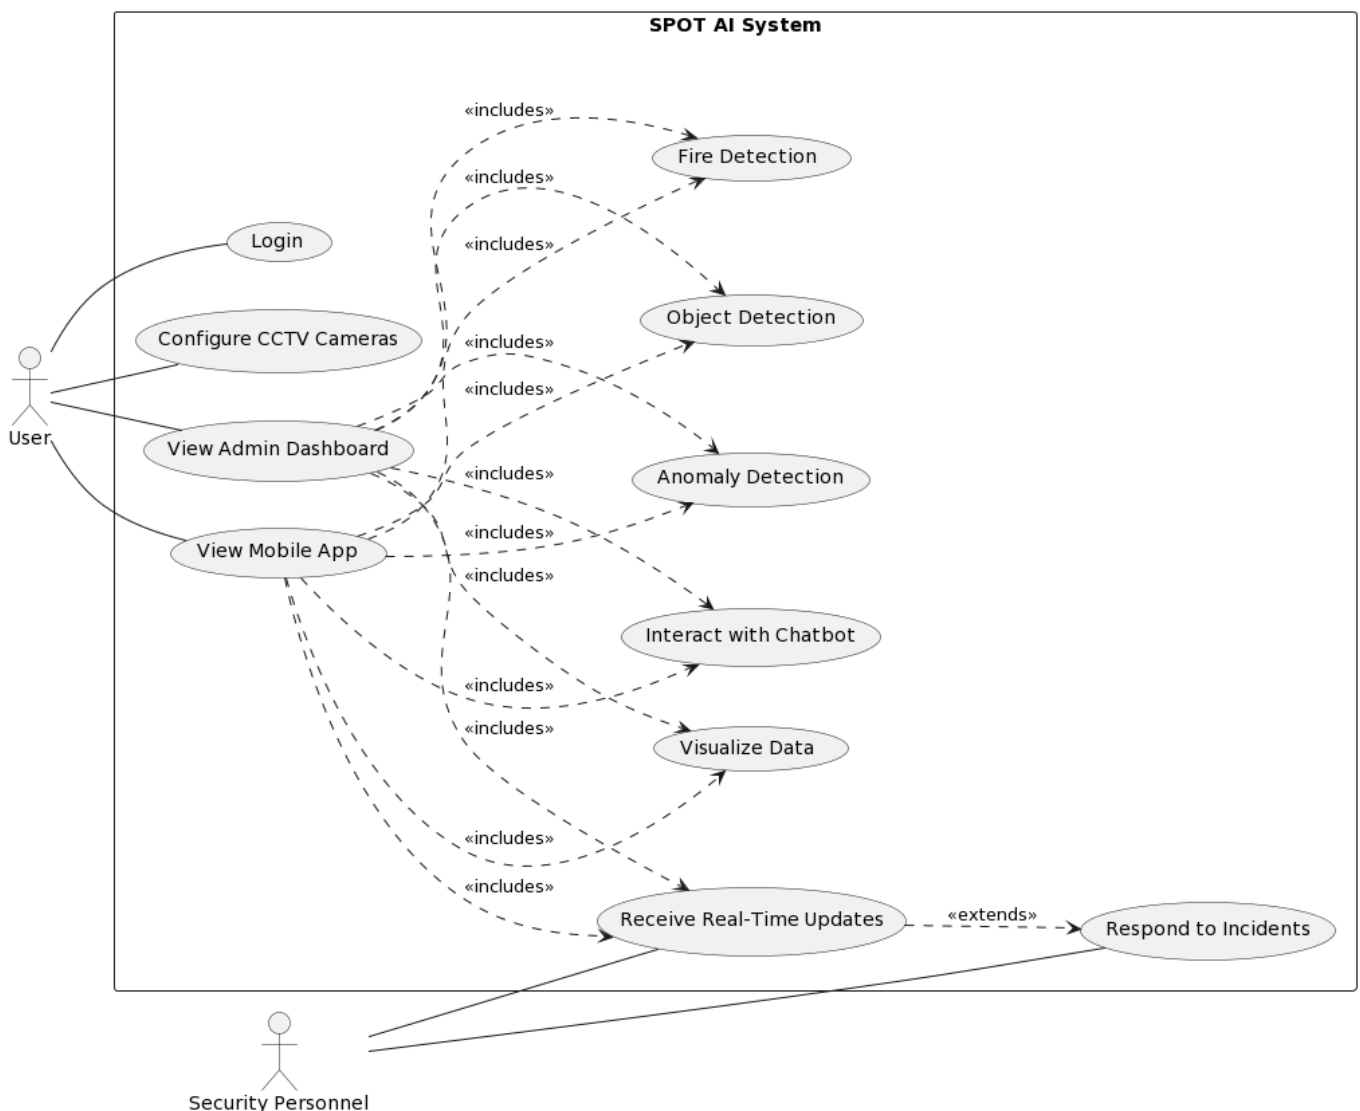 SPOT AI System
«includes»
Fire Detection
«includes»
Login
«includes»
Object Detection
Configure CCTV Cameras
«includes»
«includes»
User
View Admin Dashboard
«includes»
Anomaly Detection
«includes»
View Mobile App
«includes»
Interact with Chatbot
«includes»
«includes»
Visualize Data
«includes»
«includes»
Receive Real-Time Updates
«extends»
Respond to Incidents
Security Personnel